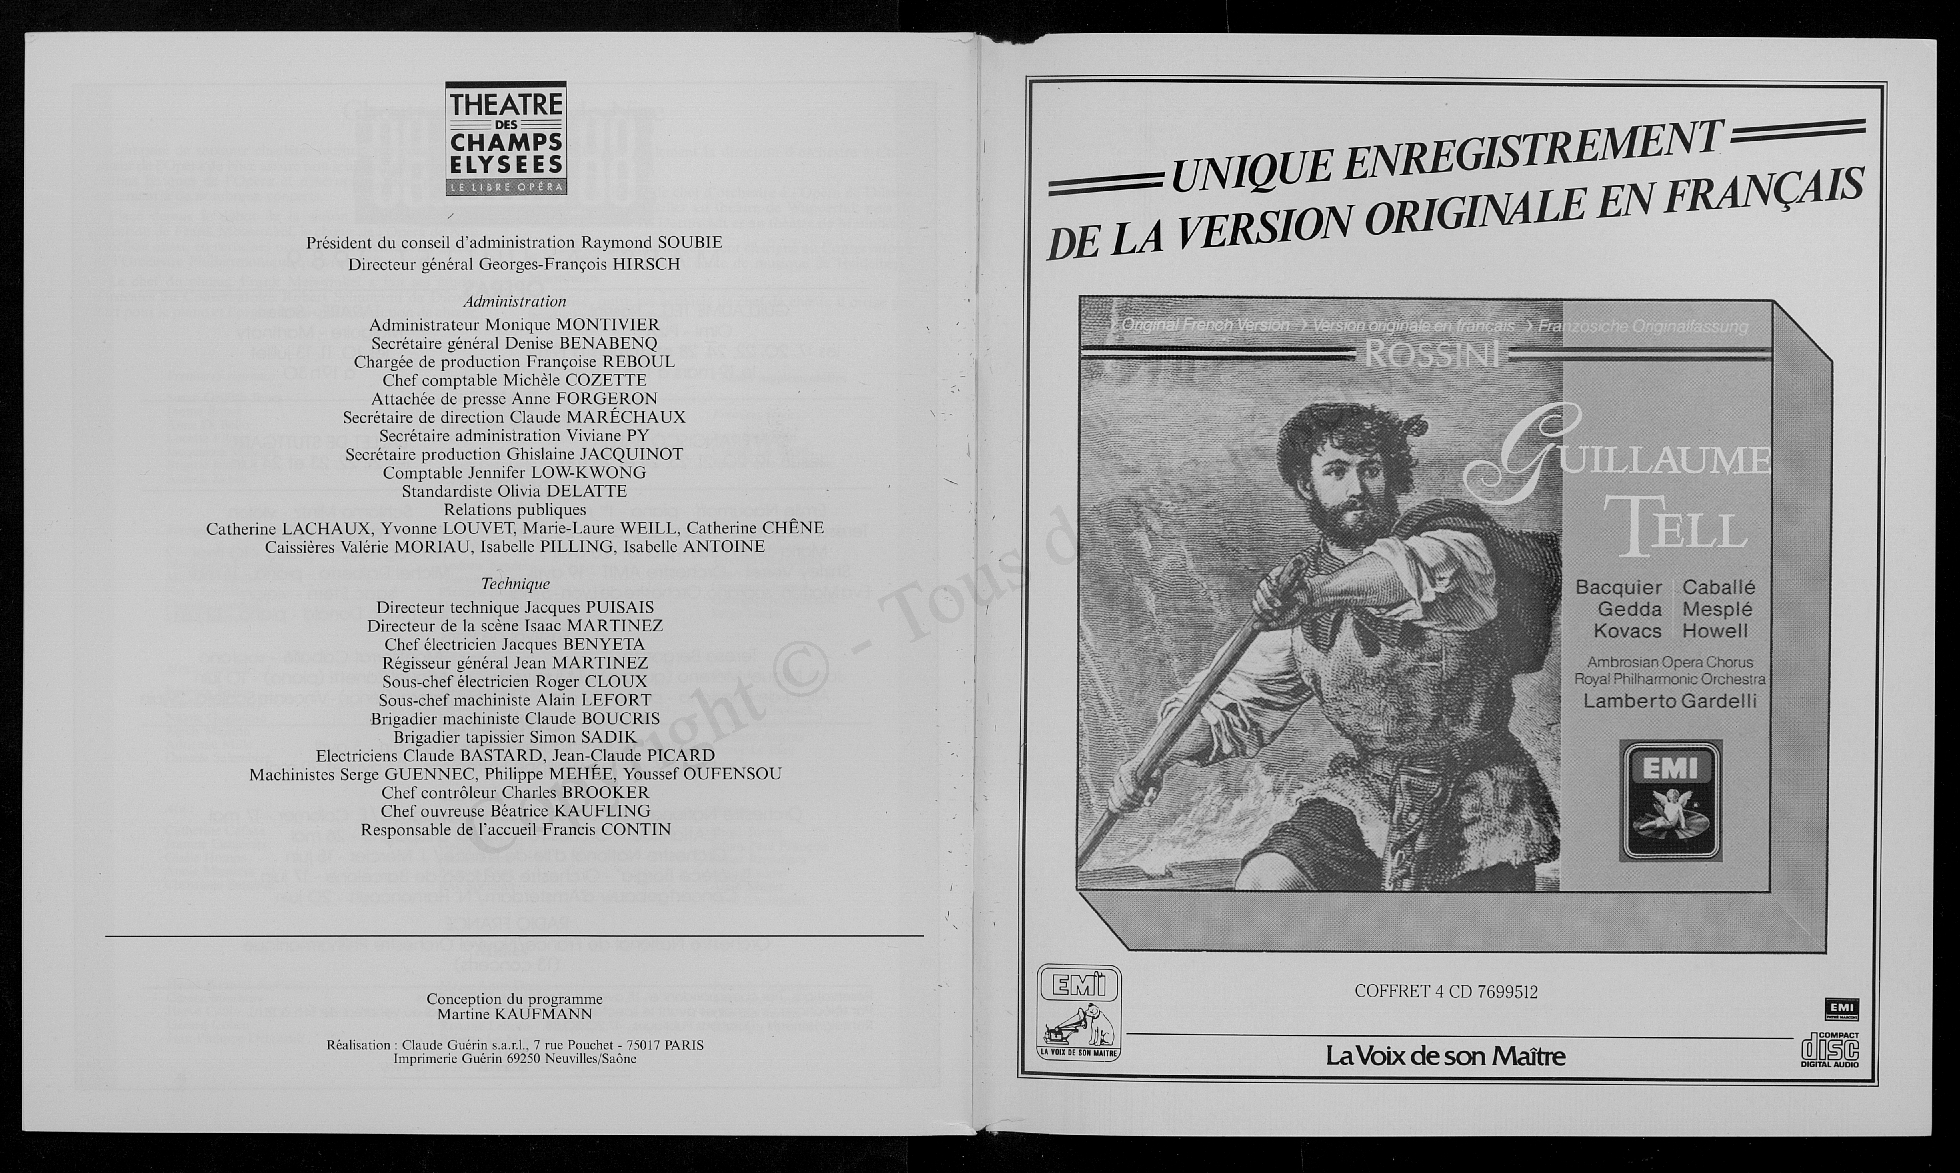 THEATRE
DES
CHAMPS
ELYSEES
LE LIBRE OPÉRA
Président du conseil d'administration Raymond SOUBIE
Directeur général Georges-François HIRSCH
Administration
Administrateur Monique MONTIVIER
Secrétaire général Denise BENABENQ
Chargée de production Françoise REBOUL
Chef comptable Michèle COZETTE
Attachée de presse Anne FORGERON
Secrétaire de direction Claude MARÉCHAUX
Secrétaire administration Viviane PY
Secrétaire production Ghislaine JACQUINOT
Comptable Jennifer LOW-KWONG
Standardiste Olivia DELATTE
Relations publiques
Catherine LACHAUX, Yvonne LOUVET, Marie-Laure WEILL, Catherine CHÊNE
Caissières Valérie MORIAU, Isabelle PILLING, Isabelle ANTOINE
Technique
Directeur technique Jacques PUISAIS
Directeur de la scène Isaac MARTINEZ
Chef électricien Jacques BENYETA
Régisseur général Jean MARTINEZ
Sous-chef électricien Roger CLOUX
Sous-chef machiniste Alain LEFORT
Brigadier machiniste Claude BOUCRIS
Brigadier tapissier Simon SADIK
Electriciens Claude BASTARD, Jean-Claude PICARD
Machinistes Serge GUENNEC, Philippe MEHÉE, Youssef OUFENSOU
Chef contrôleur Charles BROOKER
Chef ouvreuse Béatrice KAUFLING
Responsable de l'accueil Francis CONTIN
Conception du programme
Martine KAUFMANN
Réalisation : Claude Guérin s.a.r.l., 7 rue Pouchet - 75017 PARIS
Imprimerie Guérin 69250 Neuvilles/Saône
UNIQUE ENREGISTREMENT
DE LA VERSION ORIGINALE EN FRANÇAIS
Original French Version > Version originale en français > Französiche Originalfassung
ROSSINI
GUILLAUME
TELL
Bacquier Caballé
Gedda Mesplé
Kovacs Howell
Ambrosian Opera Chorus
Royal Philharmonic Orchestra
Lamberto Gardelli
EMI
COFFRET 4 CD 7699512
EMI
LA VOIX DE SON MAITRE
La Voix de son Maître
EMI
COMPACT
disc
DIGITAL AUDIO
right © - Tous d